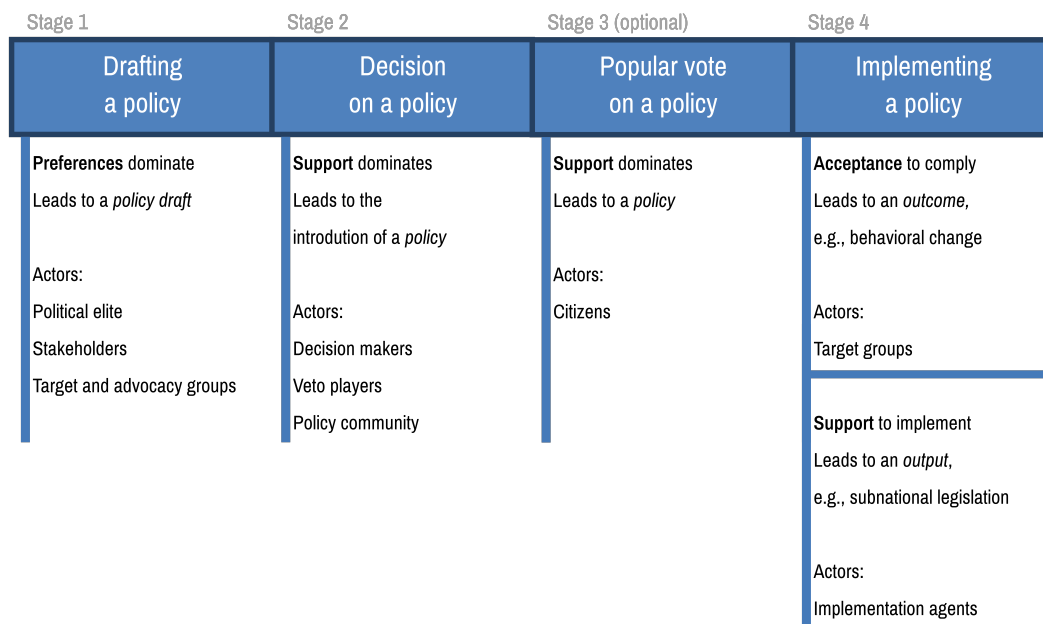 Stage 1
Drafting
a policy
Preferences dominate
Leads to a policy draft
Actors:
Political elite
Stakeholders
Target and advocacy groups
Stage 2
Decision
on a policy
Support dominates
Leads to the
introdution of a policy
Actors:
Decision makers
Veto players
Policy community
Stage 3 (optional)
Popular vote
on a policy
Support dominates
Leads to a policy
Actors:
Citizens
Stage 4
Implementing
a policy
Acceptance to comply
Leads to an outcome,
e.g., behavioral change
Actors:
Target groups
Support to implement
Leads to an output,
e.g., subnational legislation
Actors:
Implementation agents